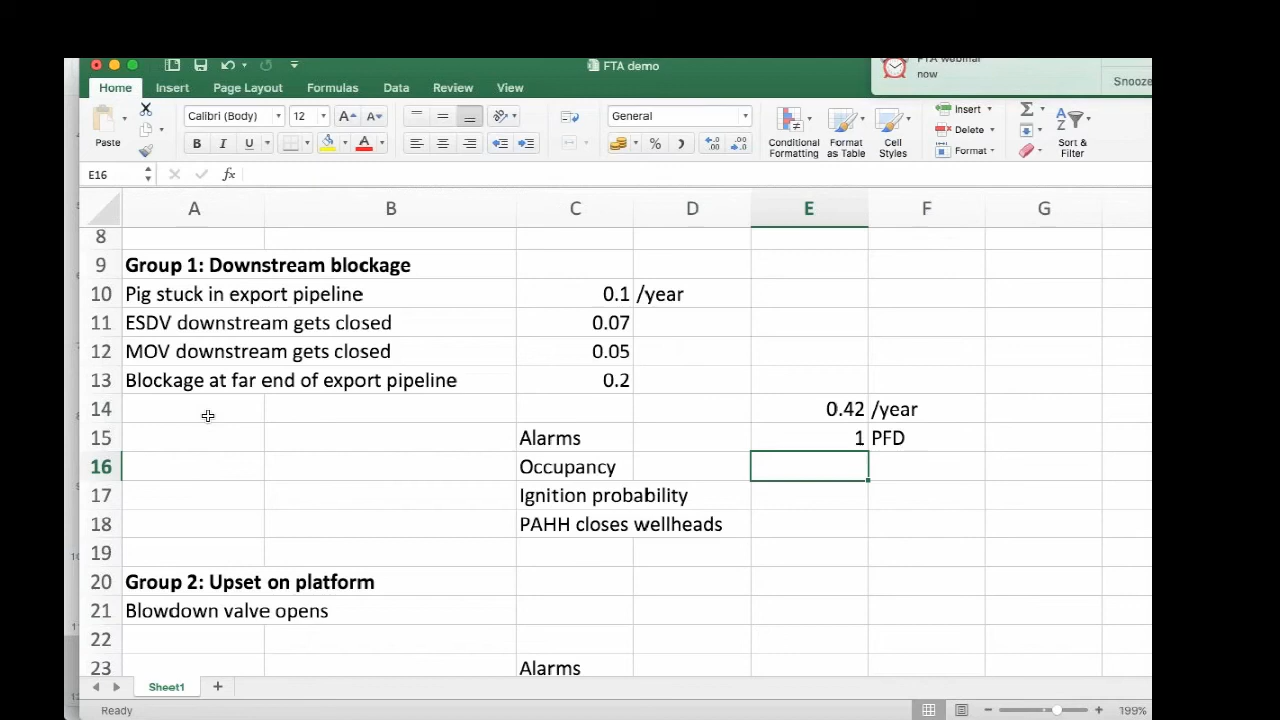 FTA demo
FTA webinar
now
Snooze
Home Insert Page Layout Formulas Data Review View
Paste
Calibri (Body) 12
General
Conditional Formatting
Format as Table
Cell Styles
Insert
Delete
Format
Sort & Filter
E16 fx
A B C D E F G
8
9 Group 1: Downstream blockage
10 Pig stuck in export pipeline 0.1 /year
11 ESDV downstream gets closed 0.07
12 MOV downstream gets closed 0.05
13 Blockage at far end of export pipeline 0.2
14 0.42 /year
15 Alarms 1 PFD
16 Occupancy
17 Ignition probability
18 PAHH closes wellheads
19
20 Group 2: Upset on platform
21 Blowdown valve opens
22
23 Alarms
Sheet1
Ready 199%